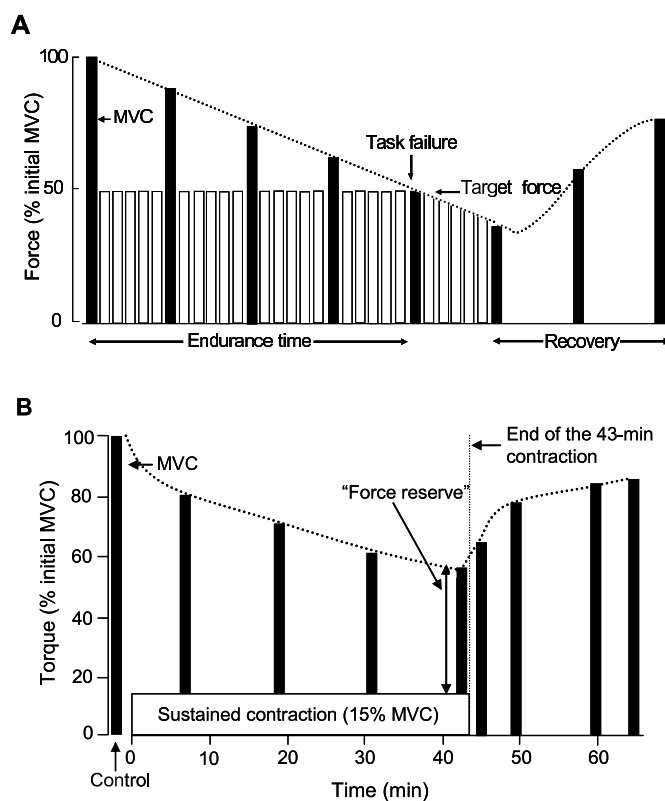 A
100
MVC
Task failure
Target force
50
0
Force (% initial MVC)
Endurance time
Recovery
B
100
MVC
End of the 43-min
contraction
"Force reserve"
80
60
40
20
0
Torque (% initial MVC)
Sustained contraction (15% MVC)
0 10 20 30 40 50 60
Control
Time (min)